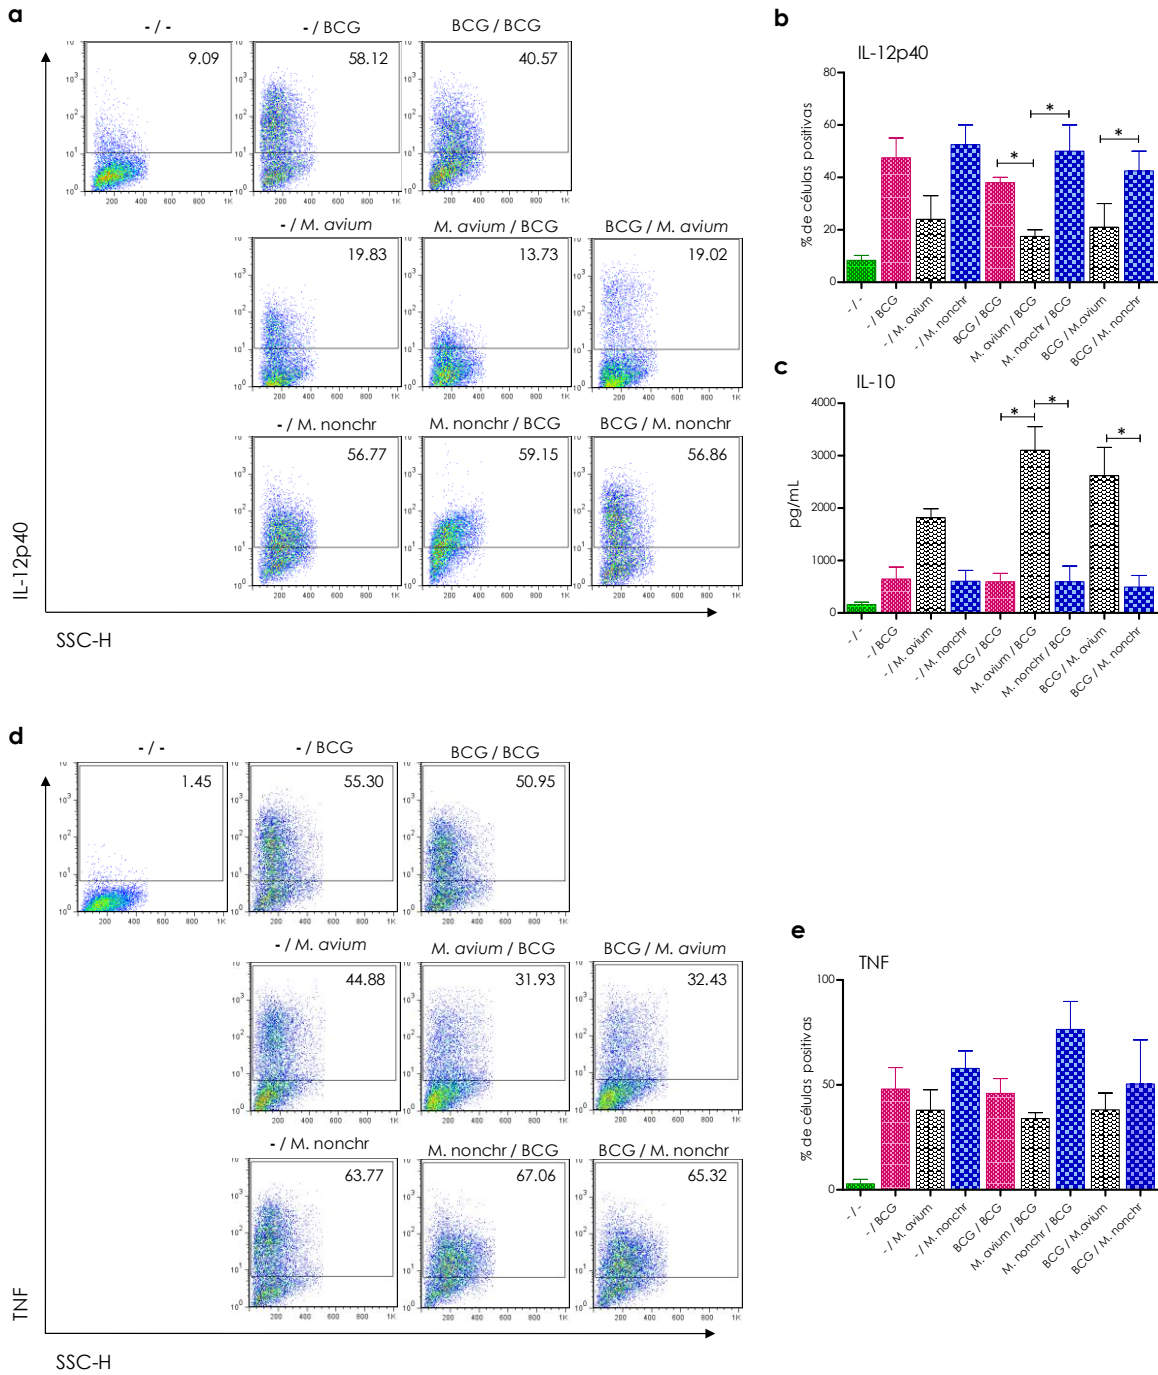 a
- / -
- / BCG
BCG / BCG
9.09
58.12
40.57
- / M. avium
M. avium / BCG
BCG / M. avium
19.83
13.73
19.02
- / M. nonchr
M. nonchr / BCG
BCG / M. nonchr
56.77
59.15
56.86
IL-12p40
SSC-H
b
IL-12p40
% de células positivas
80
60
40
20
0
* * *
- / -
- / BCG
- / M. avium
- / M. nonchr
BCG / BCG
M. avium / BCG
M. nonchr / BCG
BCG / M.avium
BCG / M. nonchr
c
IL-10
pg/mL
4000
3000
2000
1000
0
* * *
- / -
- / BCG
- / M. avium
- / M. nonchr
BCG / BCG
M. avium / BCG
M. nonchr / BCG
BCG / M. avium
BCG / M. nonchr
d
- / -
- / BCG
BCG / BCG
1.45
55.30
50.95
- / M. avium
M. avium / BCG
BCG / M. avium
44.88
31.93
32.43
- / M. nonchr
M. nonchr / BCG
BCG / M. nonchr
63.77
67.06
65.32
TNF
SSC-H
e
TNF
% de células positivas
100
50
0
- / -
- / BCG
- / M. avium
- / M. nonchr
BCG / BCG
M. avium / BCG
M. nonchr / BCG
BCG / M.avium
BCG / M. nonchr